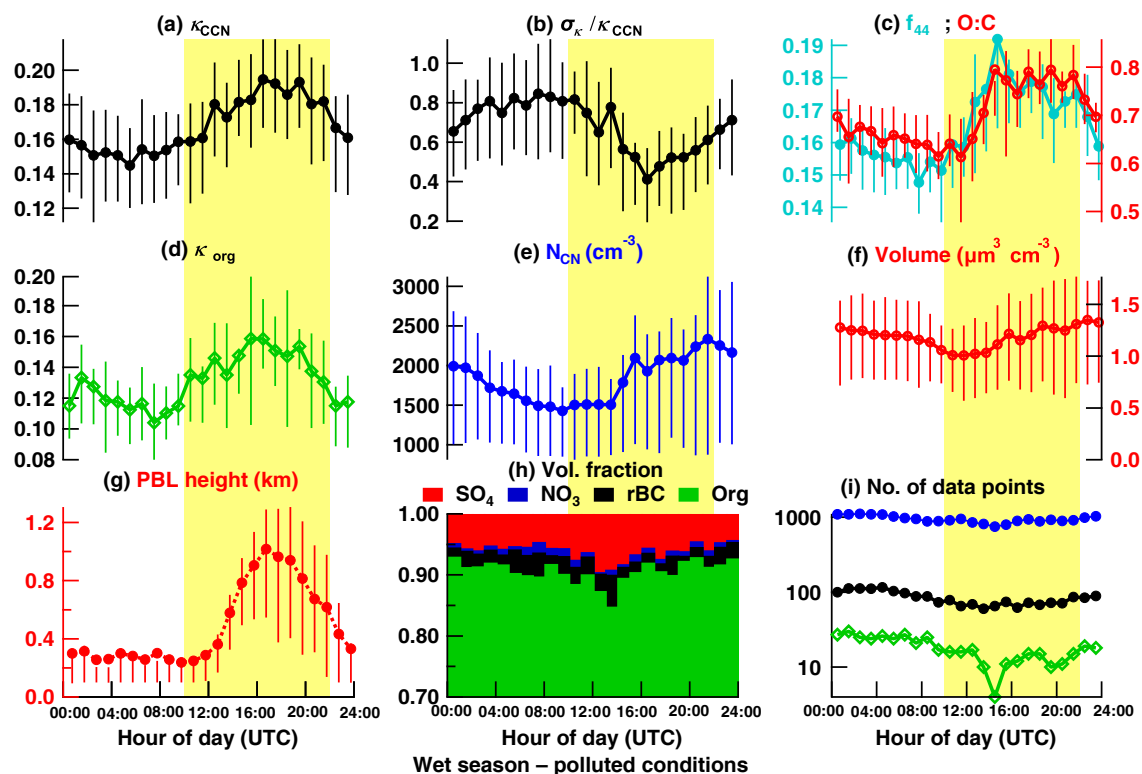 (a) κCCN
(b) σκ /κCCN
(c) f44 ; O:C
0.20
0.18
0.16
0.14
0.12
1.0
0.8
0.6
0.4
0.2
0.19
0.18
0.17
0.16
0.15
0.14
0.8
0.7
0.6
0.5
(d) κ org
(e) NCN (cm-3)
(f) Volume (µm3 cm-3)
0.20
0.18
0.16
0.14
0.12
0.10
0.08
3000
2500
2000
1500
1000
1.5
1.0
0.5
0.0
(g) PBL height (km)
(h) Vol. fraction
SO4 NO3 rBC Org
(i) No. of data points
1.2
0.8
0.4
0.0
1.00
0.90
0.80
0.70
1000
100
10
00:00 04:00 08:00 12:00 16:00 20:00 24:00
00:00 04:00 08:00 12:00 16:00 20:00 24:00
00:00 04:00 08:00 12:00 16:00 20:00 24:00
Hour of day (UTC)
Hour of day (UTC)
Hour of day (UTC)
Wet season – polluted conditions